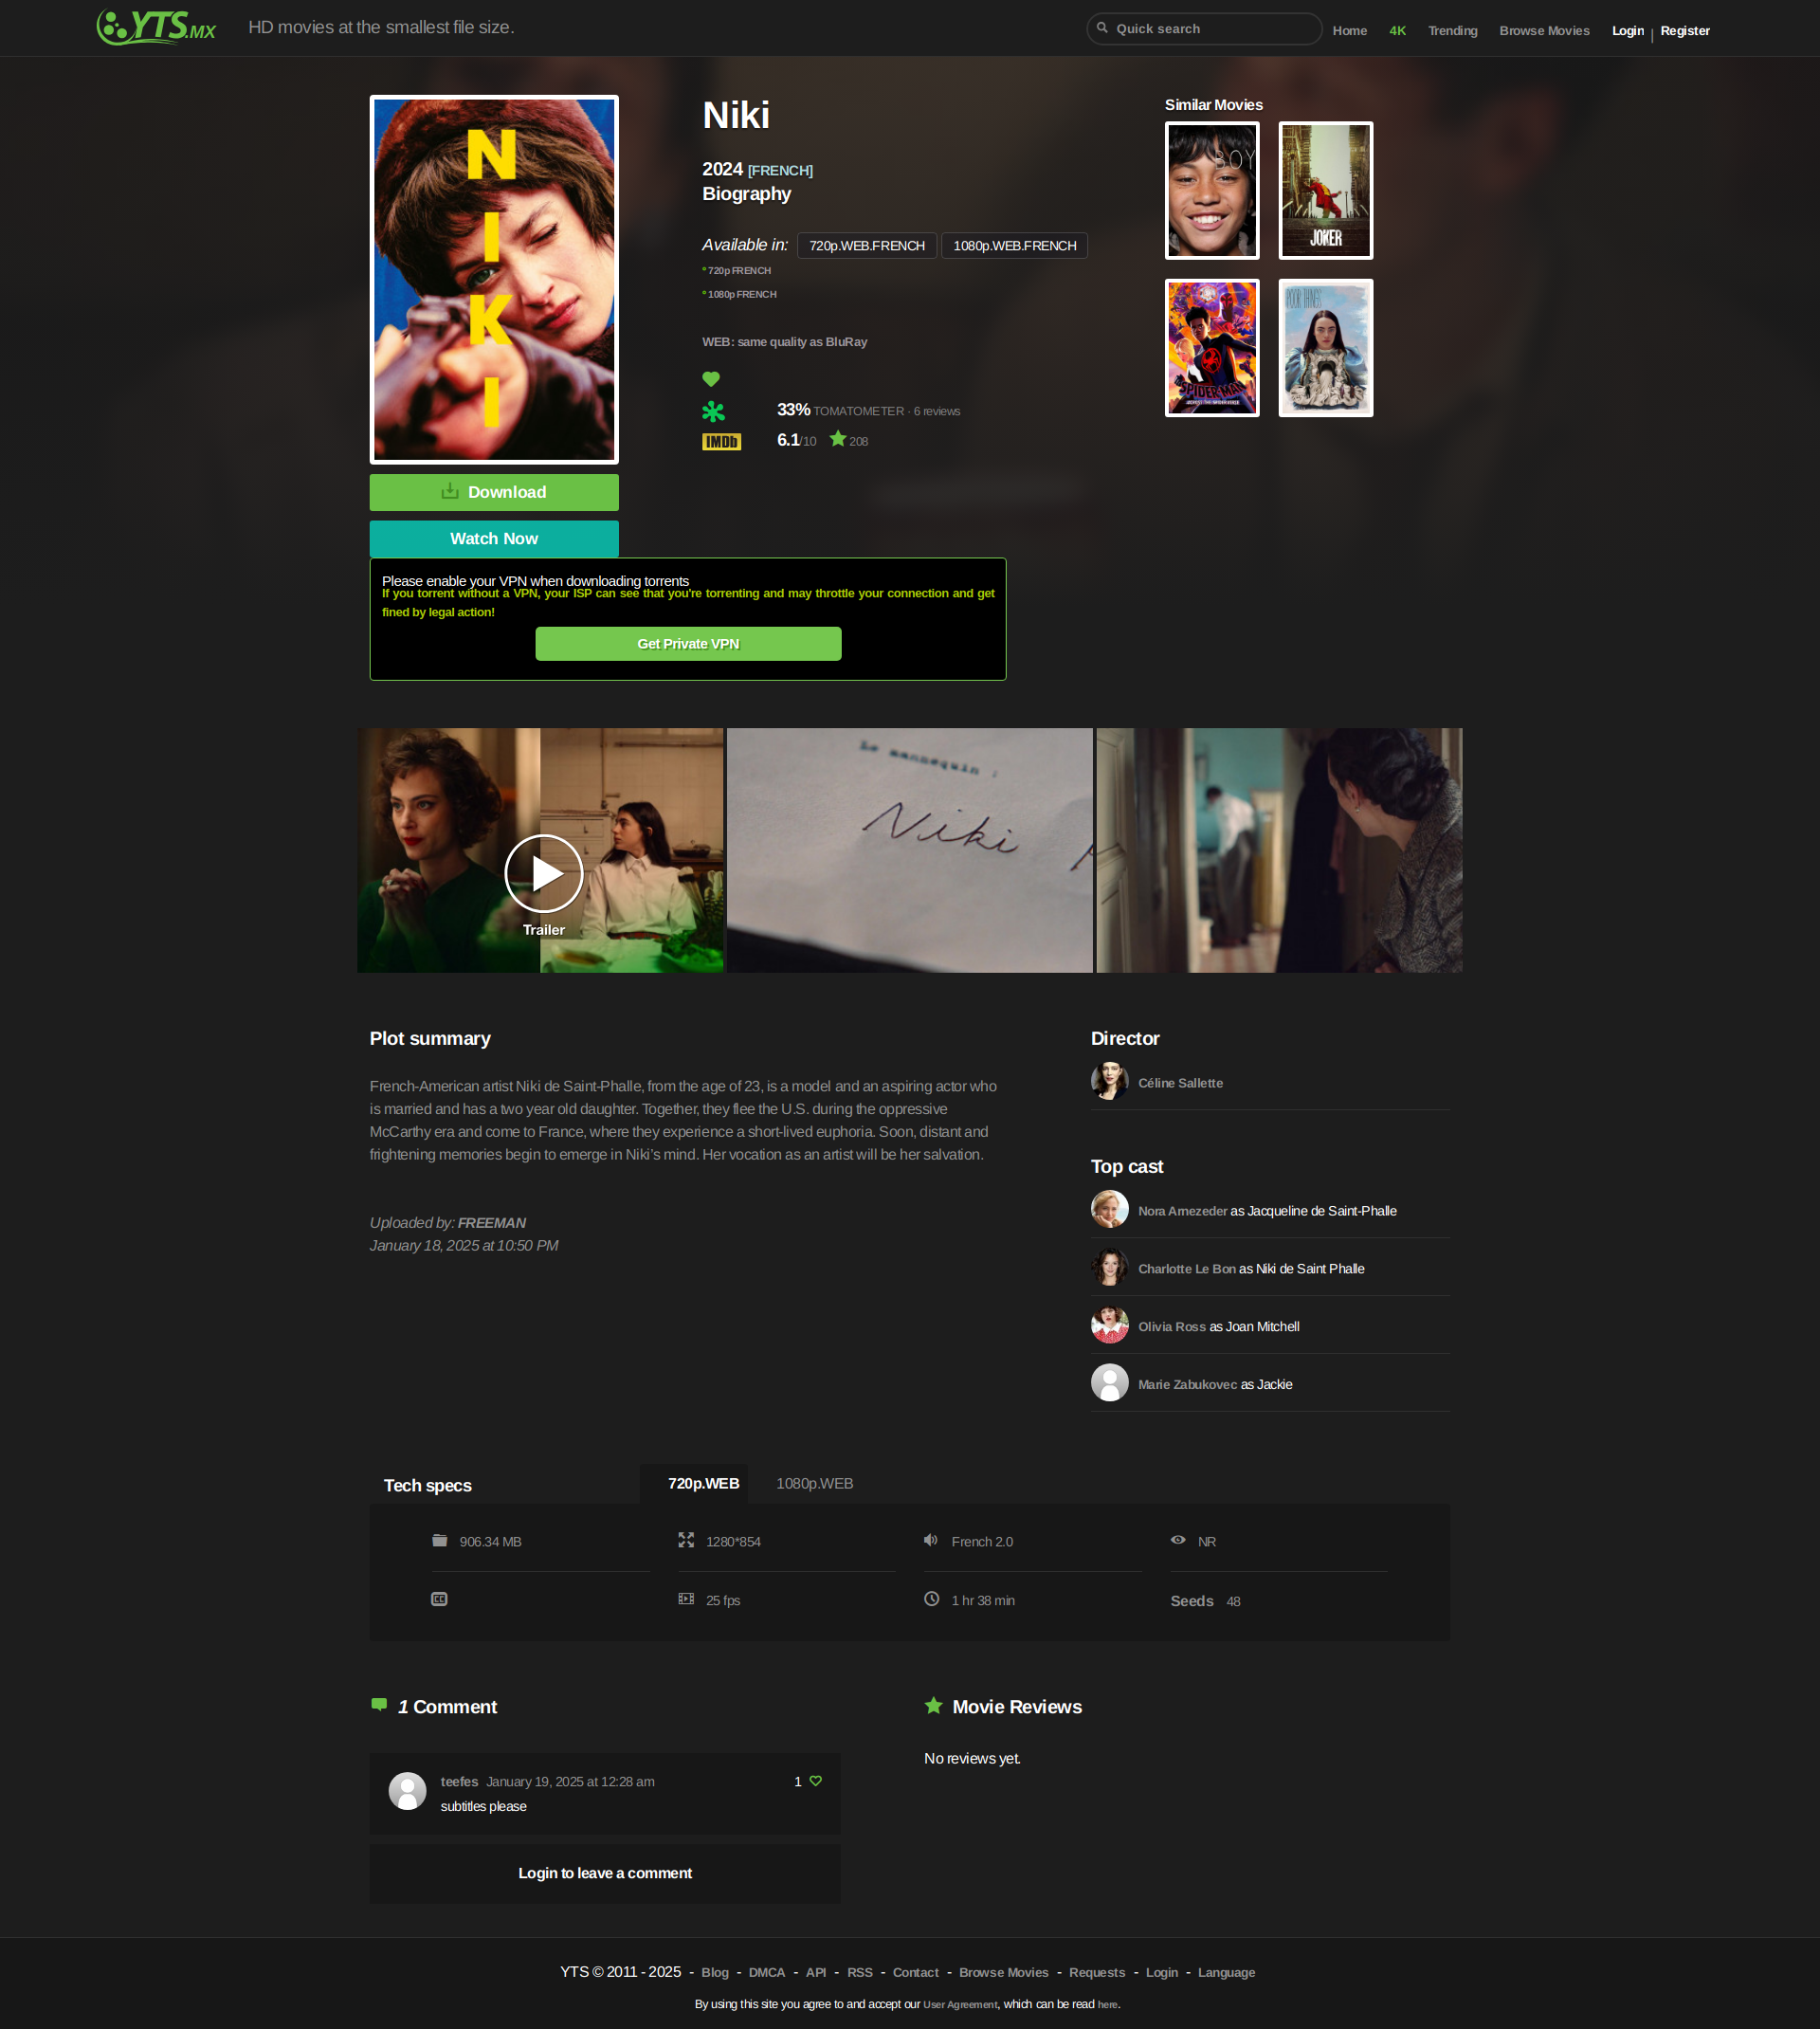 YTS.MX
HD movies at the smallest file size.
Quick search
Home
4K
Trending
Browse Movies
Login | Register
NIKI
Download
Watch Now
Niki
2024 [FRENCH]
Biography
Available in: 720p.WEB.FRENCH 1080p.WEB.FRENCH
* 720p FRENCH
* 1080p FRENCH
WEB: same quality as BluRay
33% TOMATOMETER · 6 reviews
IMDb 6.1/10 208
Similar Movies
BOY
JOKER
SPIDER-MAN
POOR THINGS
Please enable your VPN when downloading torrents
If you torrent without a VPN, your ISP can see that you're torrenting and may throttle your connection and get
fined by legal action!
Get Private VPN
Trailer
Le mannequin :
Niki
Plot summary
French-American artist Niki de Saint-Phalle, from the age of 23, is a model and an aspiring actor who
is married and has a two year old daughter. Together, they flee the U.S. during the oppressive
McCarthy era and come to France, where they experience a short-lived euphoria. Soon, distant and
frightening memories begin to emerge in Niki's mind. Her vocation as an artist will be her salvation.
Uploaded by: FREEMAN
January 18, 2025 at 10:50 PM
Director
Céline Sallette
Top cast
Nora Arnezeder as Jacqueline de Saint-Phalle
Charlotte Le Bon as Niki de Saint Phalle
Olivia Ross as Joan Mitchell
Marie Zabukovec as Jackie
Tech specs
720p.WEB
1080p.WEB
906.34 MB
1280*854
French 2.0
NR
CC
25 fps
1 hr 38 min
Seeds 48
1 Comment
teefes January 19, 2025 at 12:28 am
1
subtitles please
Login to leave a comment
Movie Reviews
No reviews yet.
YTS © 2011 - 2025 - Blog - DMCA - API - RSS - Contact - Browse Movies - Requests - Login - Language
By using this site you agree to and accept our User Agreement, which can be read here.